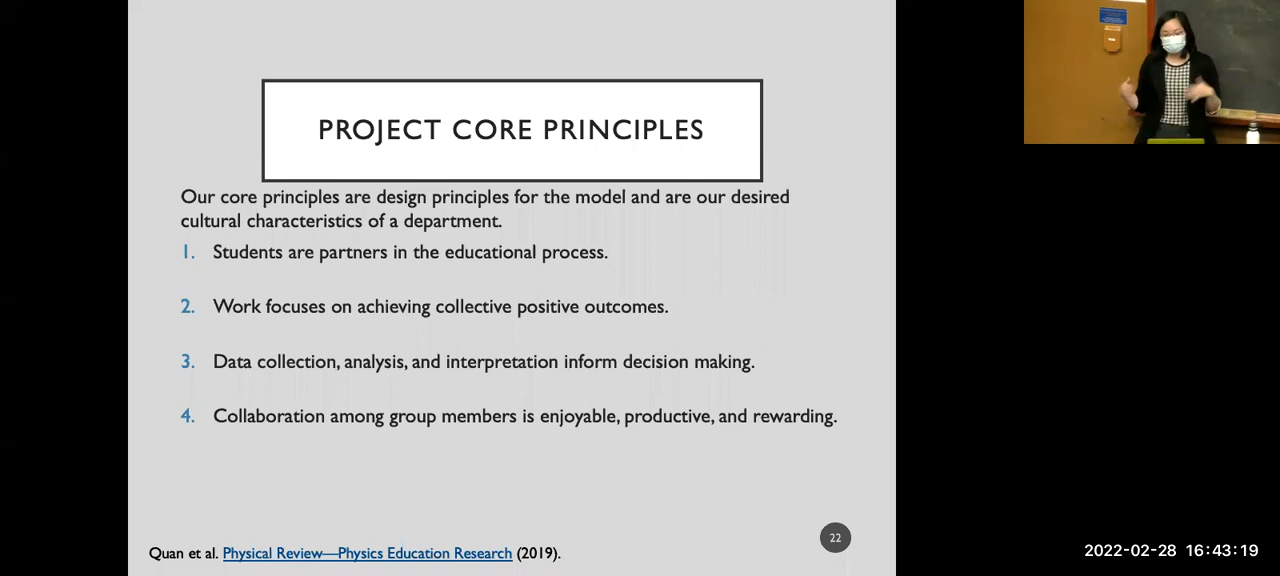 PROJECT CORE PRINCIPLES
Our core principles are design principles for the model and are our desired
cultural characteristics of a department.
1. Students are partners in the educational process.
2. Work focuses on achieving collective positive outcomes.
3. Data collection, analysis, and interpretation inform decision making.
4. Collaboration among group members is enjoyable, productive, and rewarding.
22
Quan et al. Physical Review—Physics Education Research (2019).
2022-02-28 16:43:19